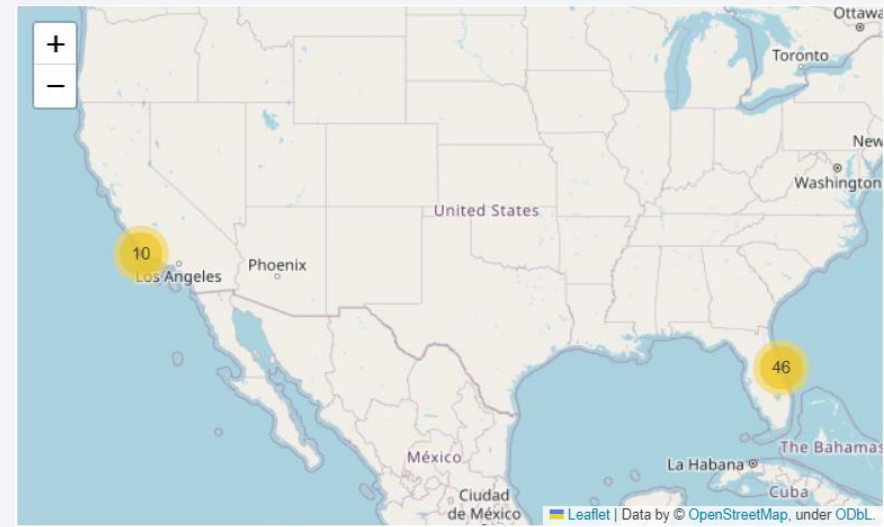 Ottawa
+
Toronto
−
New
Washington
United States
10
Phoenix
Los Angeles
46
The Bahamas
México
La Habana
Ciudad
de México
Cuba
Leaflet | Data by © OpenStreetMap, under ODbL.